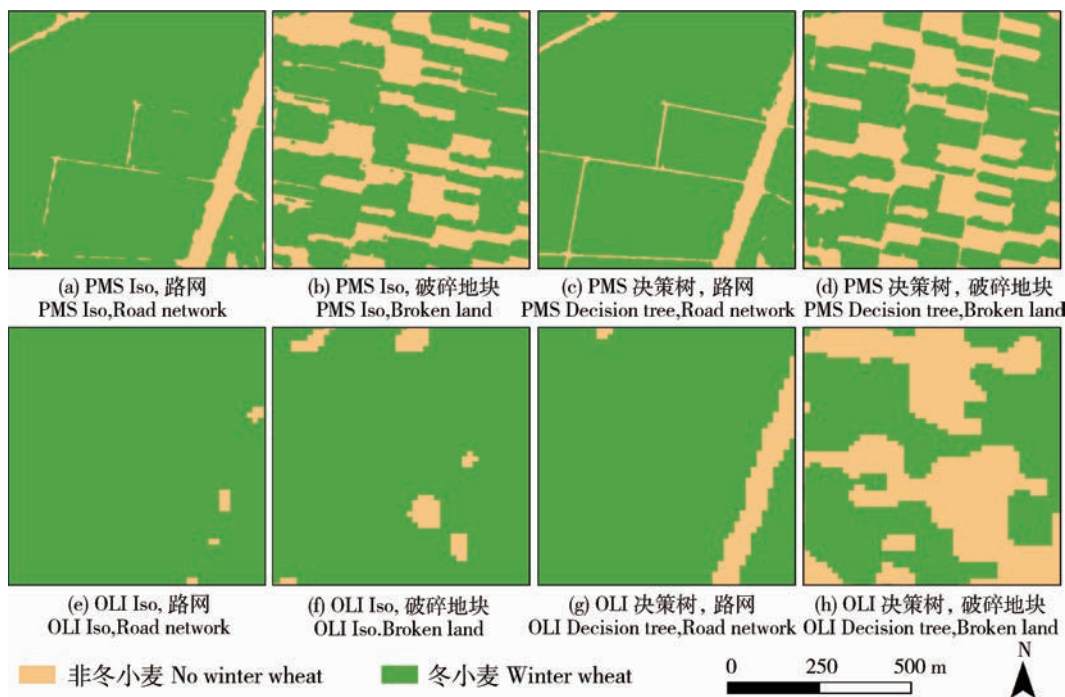 (a) PMS Iso, 路网
PMS Iso,Road network
(b) PMS Iso, 破碎地块
PMS Iso,Broken land
(c) PMS 决策树, 路网
PMS Decision tree,Road network
(d) PMS 决策树, 破碎地块
PMS Decision tree,Broken land
(e) OLI Iso, 路网
OLI Iso,Road network
(f) OLI Iso, 破碎地块
OLI Iso.Broken land
(g) OLI 决策树, 路网
OLI Decision tree,Road network
(h) OLI 决策树, 破碎地块
OLI Decision tree,Broken land
非冬小麦 No winter wheat
冬小麦 Winter wheat
0 250 500 m
N